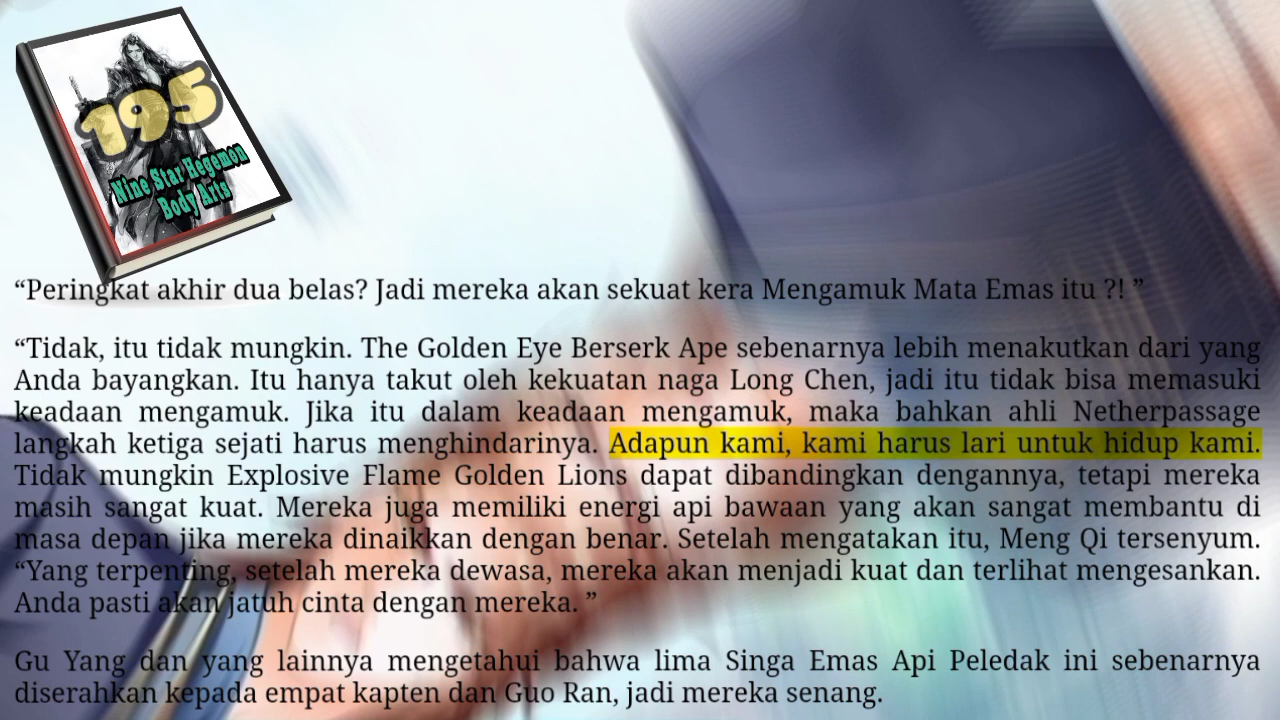 195
Nine Star Hegemon
Body Arts
“Peringkat akhir dua belas? Jadi mereka akan sekuat kera Mengamuk Mata Emas itu ?! ”
“Tidak, itu tidak mungkin. The Golden Eye Berserk Ape sebenarnya lebih menakutkan dari yang
Anda bayangkan. Itu hanya takut oleh kekuatan naga Long Chen, jadi itu tidak bisa memasuki
keadaan mengamuk. Jika itu dalam keadaan mengamuk, maka bahkan ahli Netherpassage
langkah ketiga sejati harus menghindarinya. Adapun kami, kami harus lari untuk hidup kami.
Tidak mungkin Explosive Flame Golden Lions dapat dibandingkan dengannya, tetapi mereka
masih sangat kuat. Mereka juga memiliki energi api bawaan yang akan sangat membantu di
masa depan jika mereka dinaikkan dengan benar. Setelah mengatakan itu, Meng Qi tersenyum.
“Yang terpenting, setelah mereka dewasa, mereka akan menjadi kuat dan terlihat mengesankan.
Anda pasti akan jatuh cinta dengan mereka. ”
Gu Yang dan yang lainnya mengetahui bahwa lima Singa Emas Api Peledak ini sebenarnya
diserahkan kepada empat kapten dan Guo Ran, jadi mereka senang.